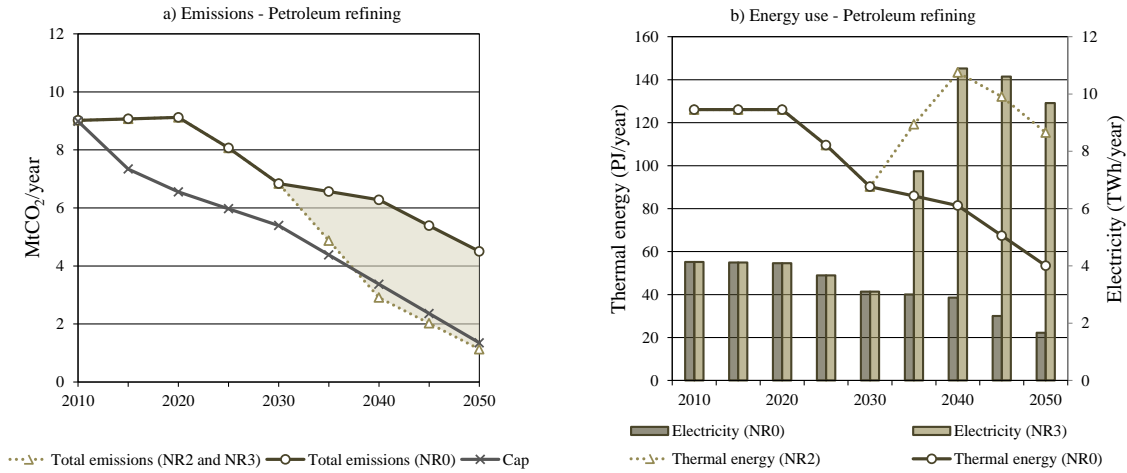 a) Emissions - Petroleum refining
12
10
8
6
4
2
0
MtCO2/year
2010 2020 2030 2040 2050
Total emissions (NR2 and NR3) Total emissions (NR0) Cap
b) Energy use - Petroleum refining
160
140
120
100
80
60
40
20
0
Thermal energy (PJ/year)
12
10
8
6
4
2
0
Electricity (TWh/year)
2010 2020 2030 2040 2050
Electricity (NR0) Electricity (NR3)
Thermal energy (NR2) Thermal energy (NR0)